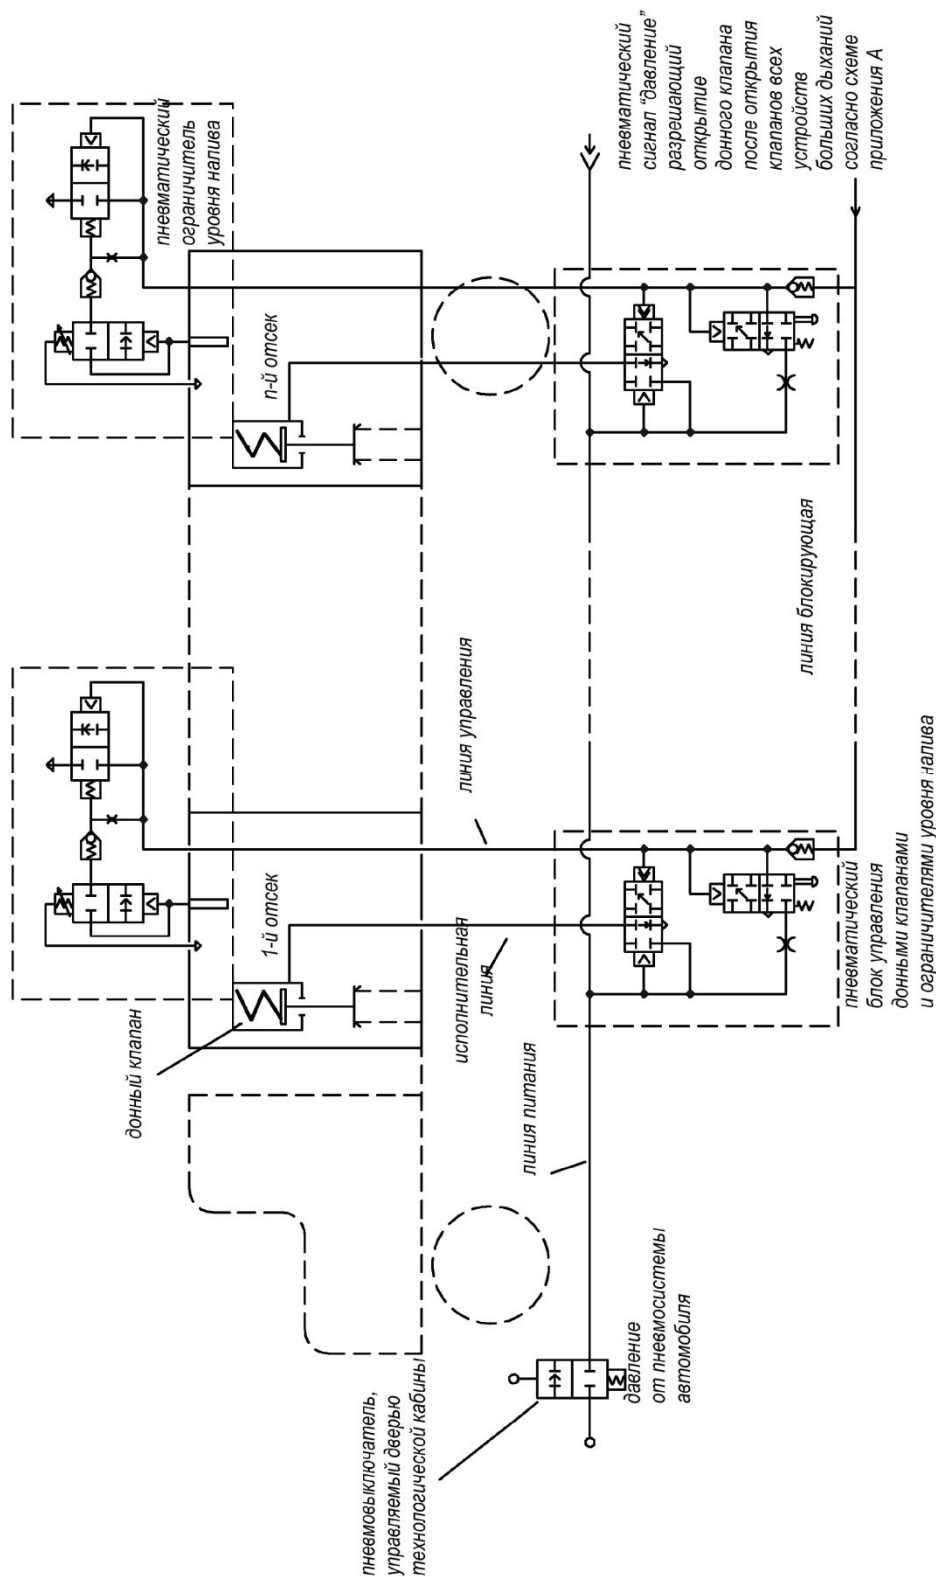 пневматический
сигнал "давление"
разрешающий
открытие
донного клапана
после открытия
клапанов всех
устройств
больших дыханий
согласно схеме
приложения А
пневматический
ограничитель
уровня налива
n-й отсек
линия блокирующая
линия управления
1-й отсек
исполнительная
линия
донный клапан
пневматический
блок управления
донными клапанами
и ограничителями уровня налива
линия питания
давление
от пневмосистемы
автомобиля
пневмовыключатель,
управляемый дверью
технологической кабины